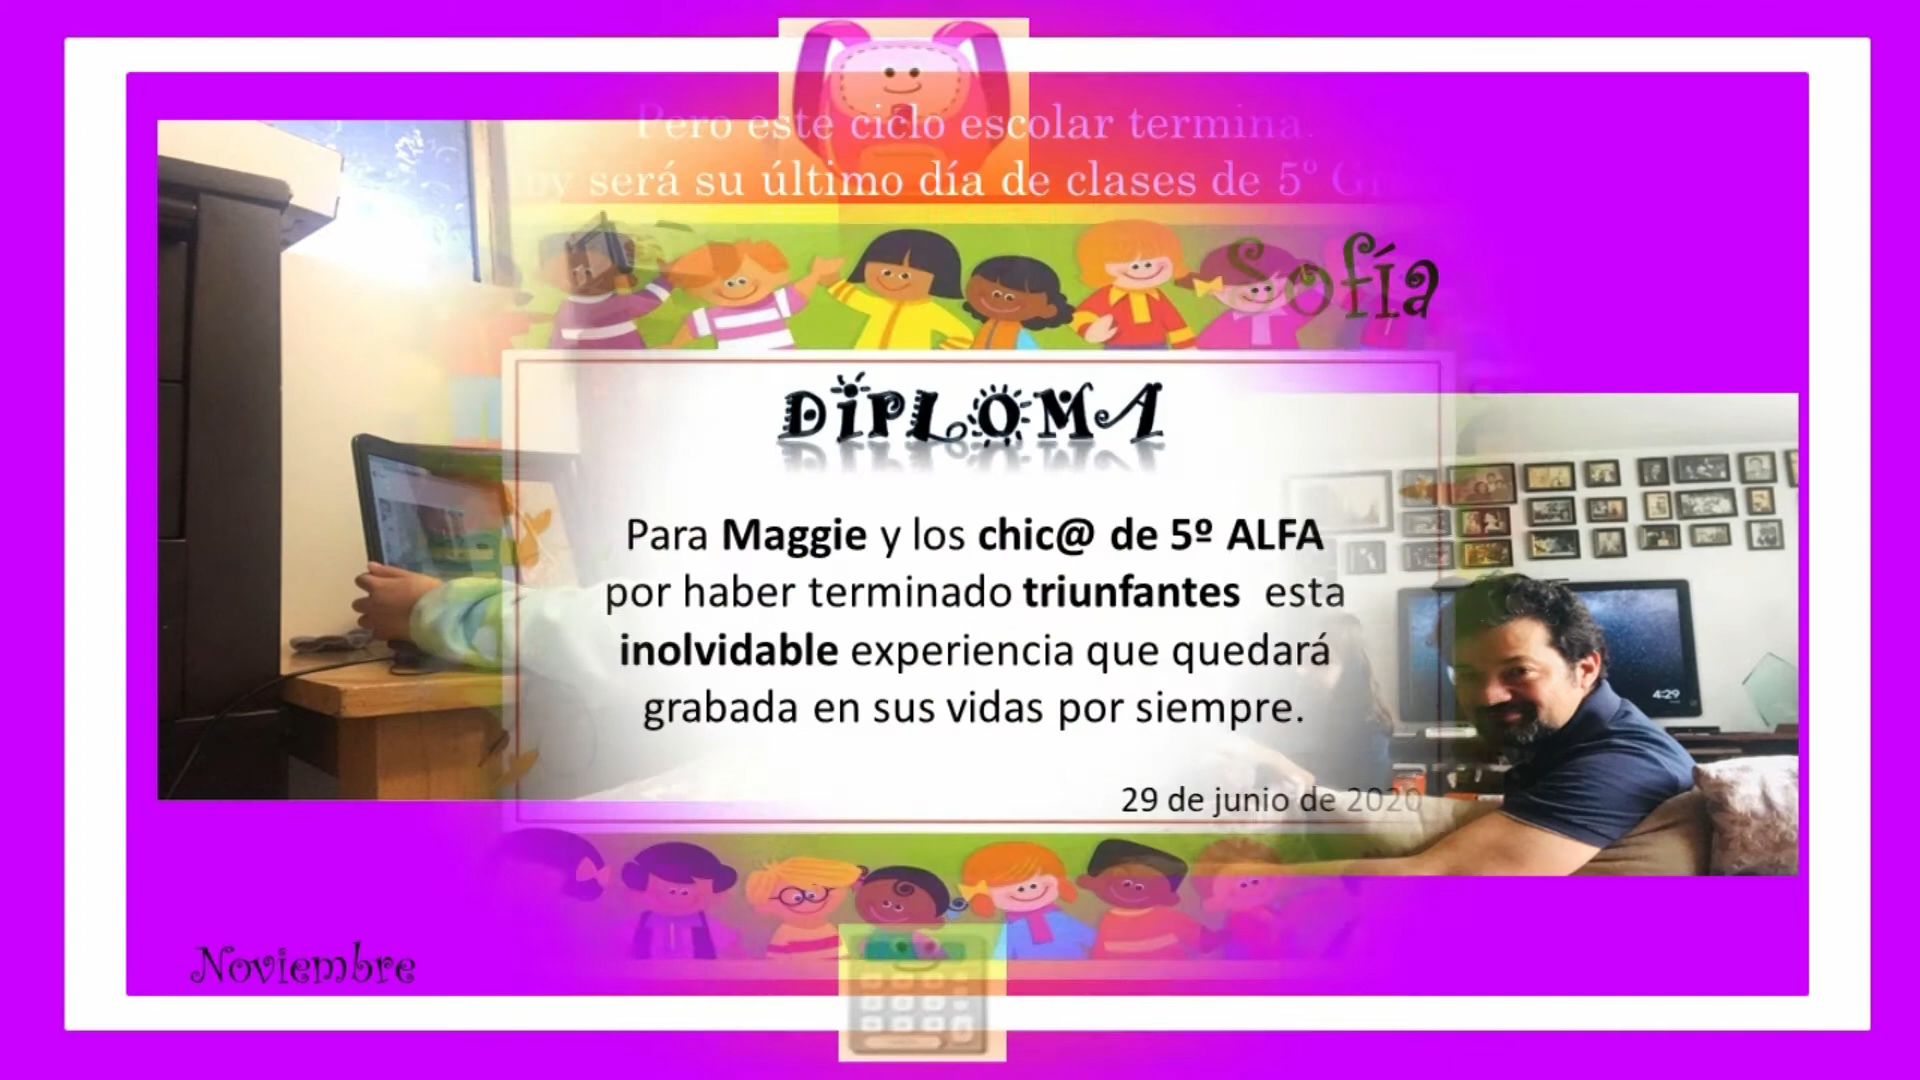 Pero este ciclo escolar termina.
será su último día de clases de 5º
Sofía
DIPLOMA
Para Maggie y los chic@ de 5º ALFA
por haber terminado triunfantes esta
inolvidable experiencia que quedará
grabada en sus vidas por siempre.
4:29
29 de junio de 2020
Noviembre